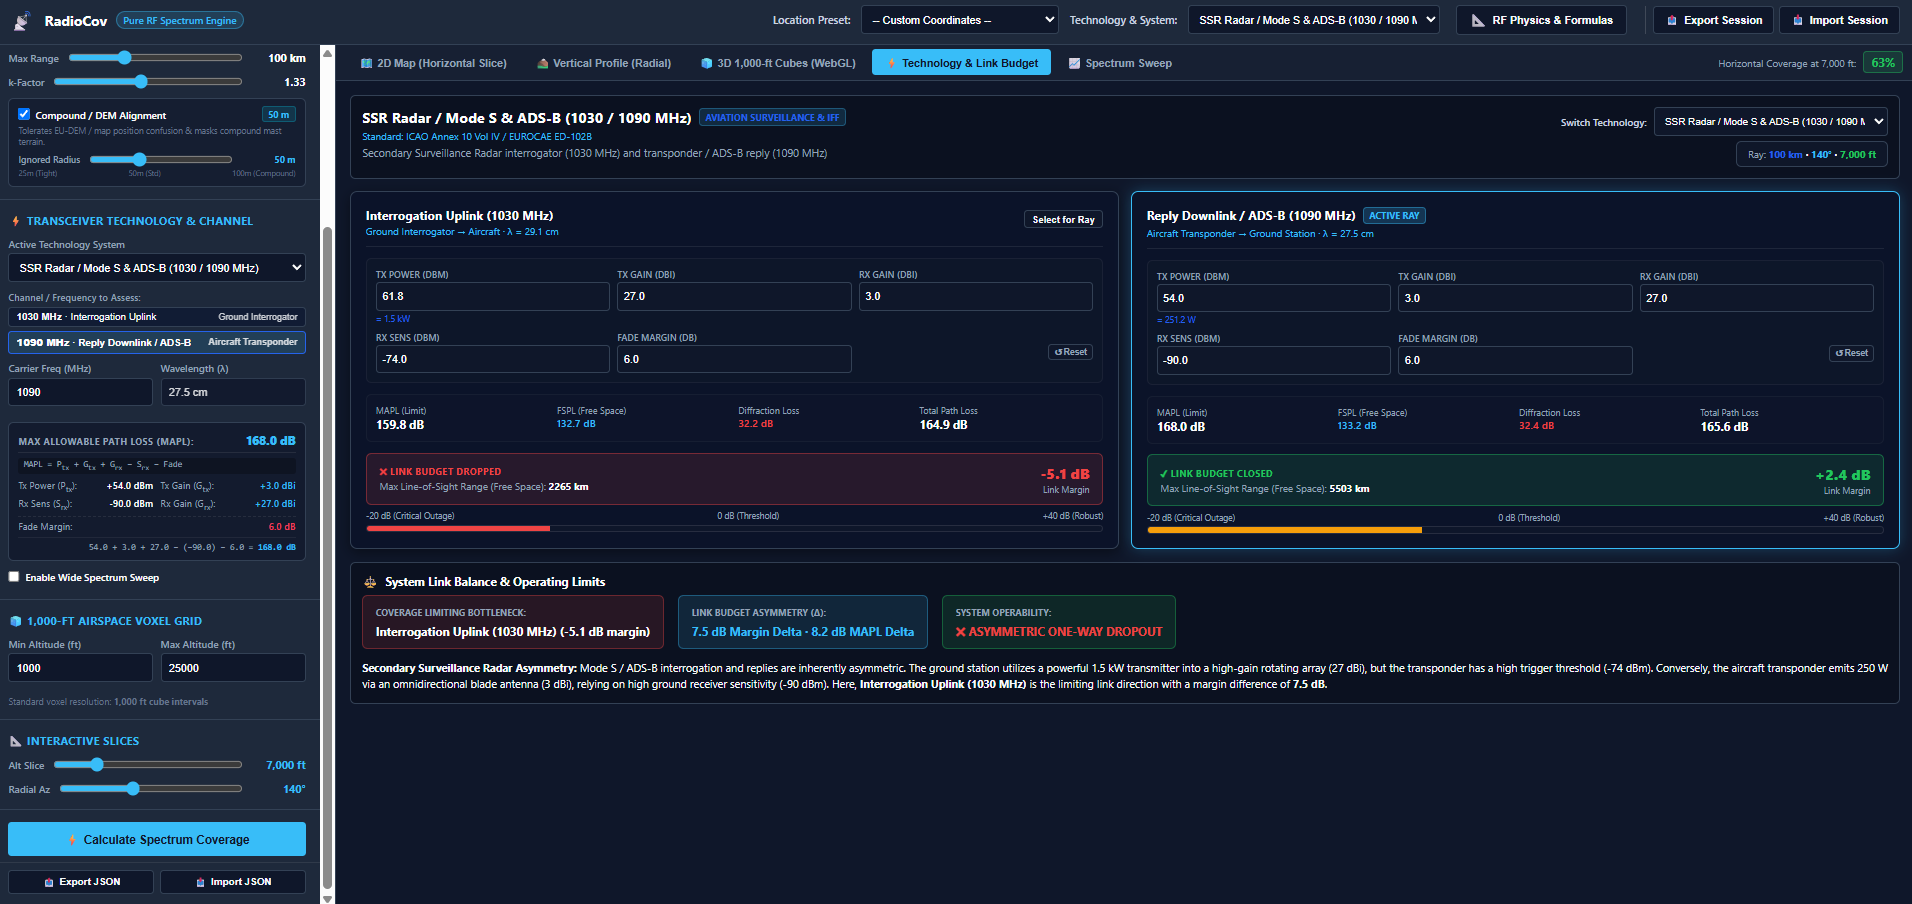 RadioCov
Pure RF Spectrum Engine
Location Preset:
-- Custom Coordinates --
Technology & System:
SSR Radar / Mode S & ADS-B (1030 / 1090 M
RF Physics & Formulas
Export Session
Import Session
Max Range
100 km
k-Factor
1.33
Compound / DEM Alignment
50 m
Tolerates EU-DEM / map position confusion & masks compound mast
terrain.
Ignored Radius
50 m
25m (Tight)
50m (Std)
100m (Compound)
TRANSCEIVER TECHNOLOGY & CHANNEL
Active Technology System
SSR Radar / Mode S & ADS-B (1030 / 1090 MHz)
Channel / Frequency to Assess:
1030 MHz · Interrogation Uplink
Ground Interrogator
1090 MHz · Reply Downlink / ADS-B
Aircraft Transponder
Carrier Freq (MHz)
Wavelength (λ)
1090
27.5 cm
MAX ALLOWABLE PATH LOSS (MAPL):
168.0 dB
MAPL = Ptx + Gtx + Grx − Srx − Fade
Tx Power (Ptx):
+54.0 dBm
Tx Gain (Gtx):
+3.0 dBi
Rx Sens (Srx):
-90.0 dBm
Rx Gain (Grx):
+27.0 dBi
Fade Margin:
6.0 dB
54.0 + 3.0 + 27.0 − (-90.0) − 6.0 = 168.0 dB
Enable Wide Spectrum Sweep
1,000-FT AIRSPACE VOXEL GRID
Min Altitude (ft)
Max Altitude (ft)
1000
25000
Standard voxel resolution: 1,000 ft cube intervals
INTERACTIVE SLICES
Alt Slice
7,000 ft
Radial Az
140°
Calculate Spectrum Coverage
Export JSON
Import JSON
2D Map (Horizontal Slice)
Vertical Profile (Radial)
3D 1,000-ft Cubes (WebGL)
Technology & Link Budget
Spectrum Sweep
Horizontal Coverage at 7,000 ft:
63%
SSR Radar / Mode S & ADS-B (1030 / 1090 MHz)
AVIATION SURVEILLANCE & IFF
Standard: ICAO Annex 10 Vol IV / EUROCAE ED-102B
Secondary Surveillance Radar interrogator (1030 MHz) and transponder / ADS-B reply (1090 MHz)
Switch Technology:
SSR Radar / Mode S & ADS-B (1030 / 1090 M
Ray: 100 km • 140° • 7,000 ft
Interrogation Uplink (1030 MHz)
Ground Interrogator → Aircraft · λ = 29.1 cm
Select for Ray
TX POWER (DBM)
TX GAIN (DBI)
RX GAIN (DBI)
61.8
27.0
3.0
= 1.5 kW
RX SENS (DBM)
FADE MARGIN (DB)
-74.0
6.0
↺ Reset
MAPL (Limit)
FSPL (Free Space)
Diffraction Loss
Total Path Loss
159.8 dB
132.7 dB
32.2 dB
164.9 dB
❌ LINK BUDGET DROPPED
Max Line-of-Sight Range (Free Space): 2265 km
-5.1 dB
Link Margin
-20 dB (Critical Outage)
0 dB (Threshold)
+40 dB (Robust)
Reply Downlink / ADS-B (1090 MHz)
ACTIVE RAY
Aircraft Transponder → Ground Station · λ = 27.5 cm
TX POWER (DBM)
TX GAIN (DBI)
RX GAIN (DBI)
54.0
3.0
27.0
= 251.2 W
RX SENS (DBM)
FADE MARGIN (DB)
-90.0
6.0
↺ Reset
MAPL (Limit)
FSPL (Free Space)
Diffraction Loss
Total Path Loss
168.0 dB
133.2 dB
32.4 dB
165.6 dB
✔ LINK BUDGET CLOSED
Max Line-of-Sight Range (Free Space): 5503 km
+2.4 dB
Link Margin
-20 dB (Critical Outage)
0 dB (Threshold)
+40 dB (Robust)
System Link Balance & Operating Limits
COVERAGE LIMITING BOTTLENECK:
Interrogation Uplink (1030 MHz) (-5.1 dB margin)
LINK BUDGET ASYMMETRY (Δ):
7.5 dB Margin Delta · 8.2 dB MAPL Delta
SYSTEM OPERABILITY:
❌ ASYMMETRIC ONE-WAY DROPOUT
Secondary Surveillance Radar Asymmetry: Mode S / ADS-B interrogation and replies are inherently asymmetric. The ground station utilizes a powerful 1.5 kW transmitter into a high-gain rotating array (27 dBi), but the transponder has a high trigger threshold (-74 dBm). Conversely, the aircraft transponder emits 250 W
via an omnidirectional blade antenna (3 dBi), relying on high ground receiver sensitivity (-90 dBm). Here, Interrogation Uplink (1030 MHz) is the limiting link direction with a margin difference of 7.5 dB.